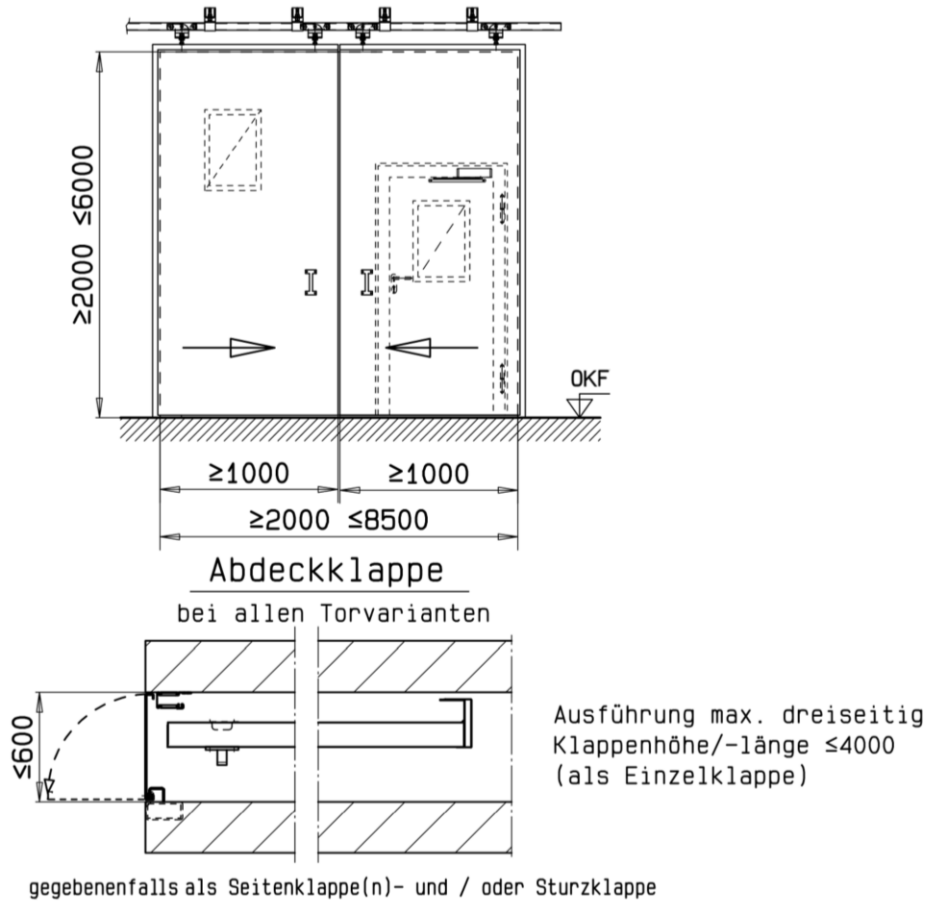 ≥2000 ≤6000
OKF
≥1000
≥1000
≥2000 ≤8500
Abdeckklappe
bei allen Torvarianten
≤600
Ausführung max. dreiseitig
Klappenhöhe/-länge ≤4000
(als Einzelklappe)
gegebenenfalls als Seitenklappe(n)- und / oder Sturzklappe